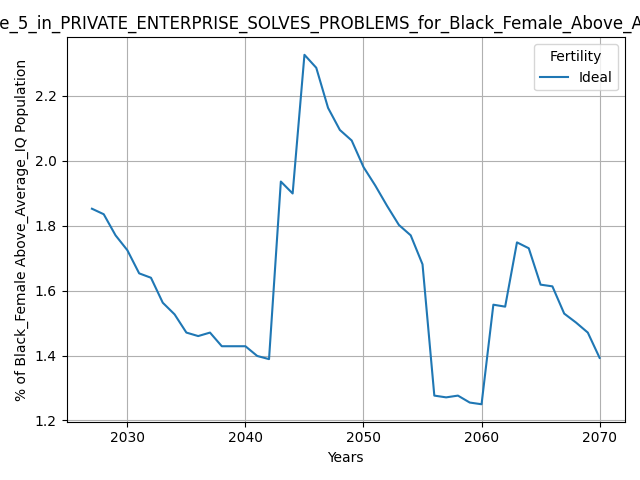 e_5_in_PRIVATE_ENTERPRISE_SOLVES_PROBLEMS_for_Black_Female_Above_A
Fertility
Ideal
% of Black_Female Above_Average_IQ Population
2.2
2.0
1.8
1.6
1.4
1.2
2030 2040 2050 2060 2070
Years